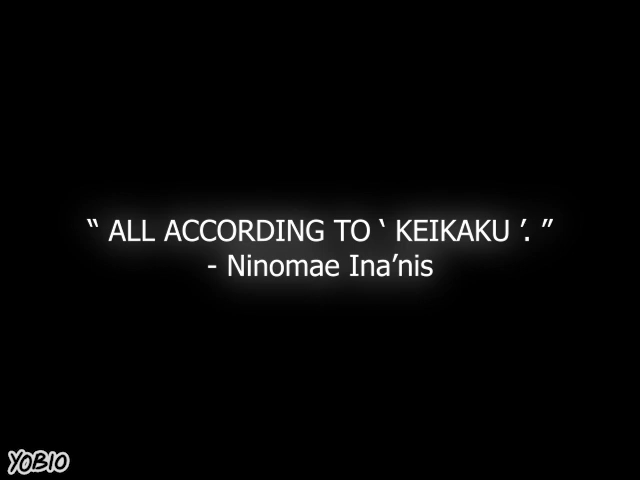 “ ALL ACCORDING TO ‘ KEIKAKU ’. ”
- Ninomae Ina’nis
YOBIO